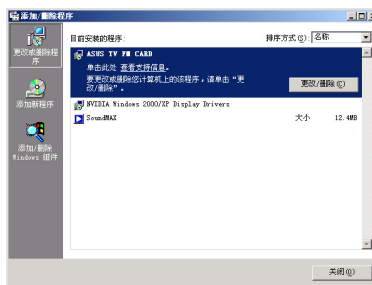 添加/删除程序
更改或删除程序
添加新程序
添加/删除 Windows 组件
目前安装的程序:
排序方式(S): 名称
ASUS TV FM CARD
单击此处 查看支持信息。
要更改或删除您计算机上的该程序，请单击“更改/删除”。
更改/删除(C)
NVIDIA Windows 2000/XP Display Drivers
SoundMAX 大小 12.4MB
关闭(O)